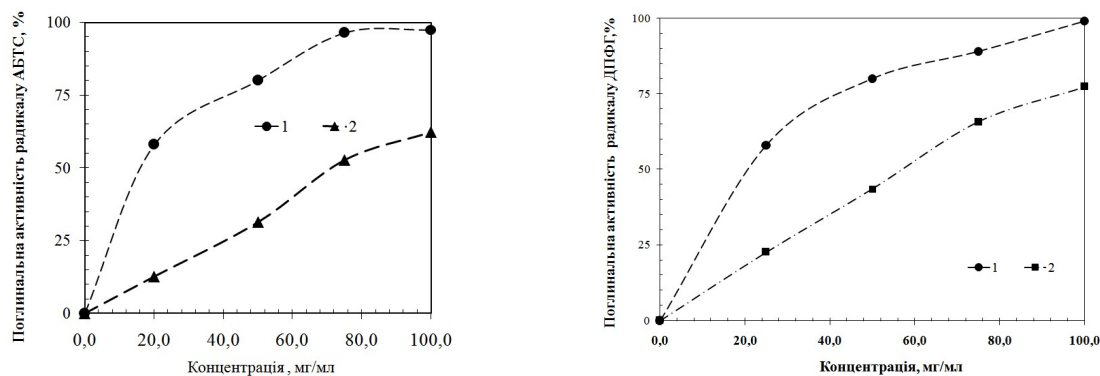 Поглинальна активність радикалу АБТС, %
100
75
50
25
0
1 2
0,0 20,0 40,0 60,0 80,0 100,0
Концентрація , мг/мл
Поглинальна активність радикалу ДПФГ,%
100
75
50
25
0
1 2
0,0 20,0 40,0 60,0 80,0 100,0
Концентрація, мг/мл